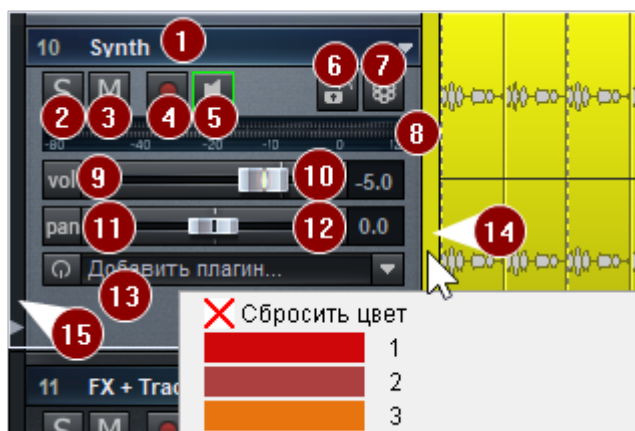 10 Synth 1
6 7
S M
2 3 4 5 8
-80 -40 -20 -10 0 12
vol 9 10 -5.0
pan 11 12 0.0
14
Добавить плагин...
13
15
Сбросить цвет
1
11 FX + Trac
2
S M 3